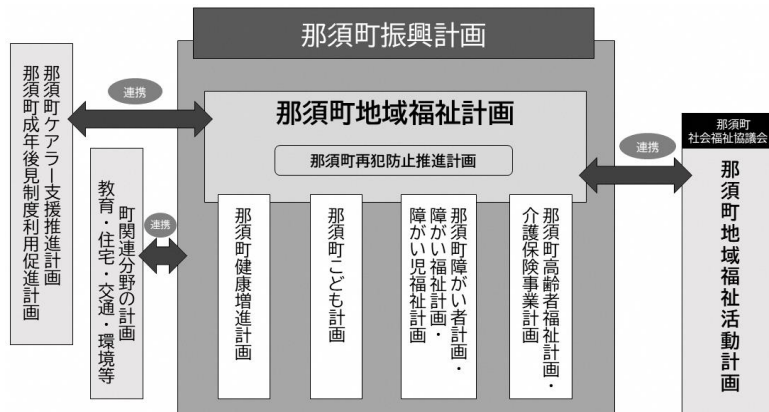 那須町振興計画
那須町ケアラー支援推進計画
那須町成年後見制度利用促進計画
連携
那須町地域福祉計画
那須町再犯防止推進計画
連携
那須町
社会福祉協議会
那須町地域福祉活動計画
町関連分野の計画
教育・住宅・交通・環境等
連携
那須町健康増進計画
那須町こども計画
那須町障がい者計画・
障がい福祉計画・
障がい児福祉計画
那須町高齢者福祉計画・
介護保険事業計画